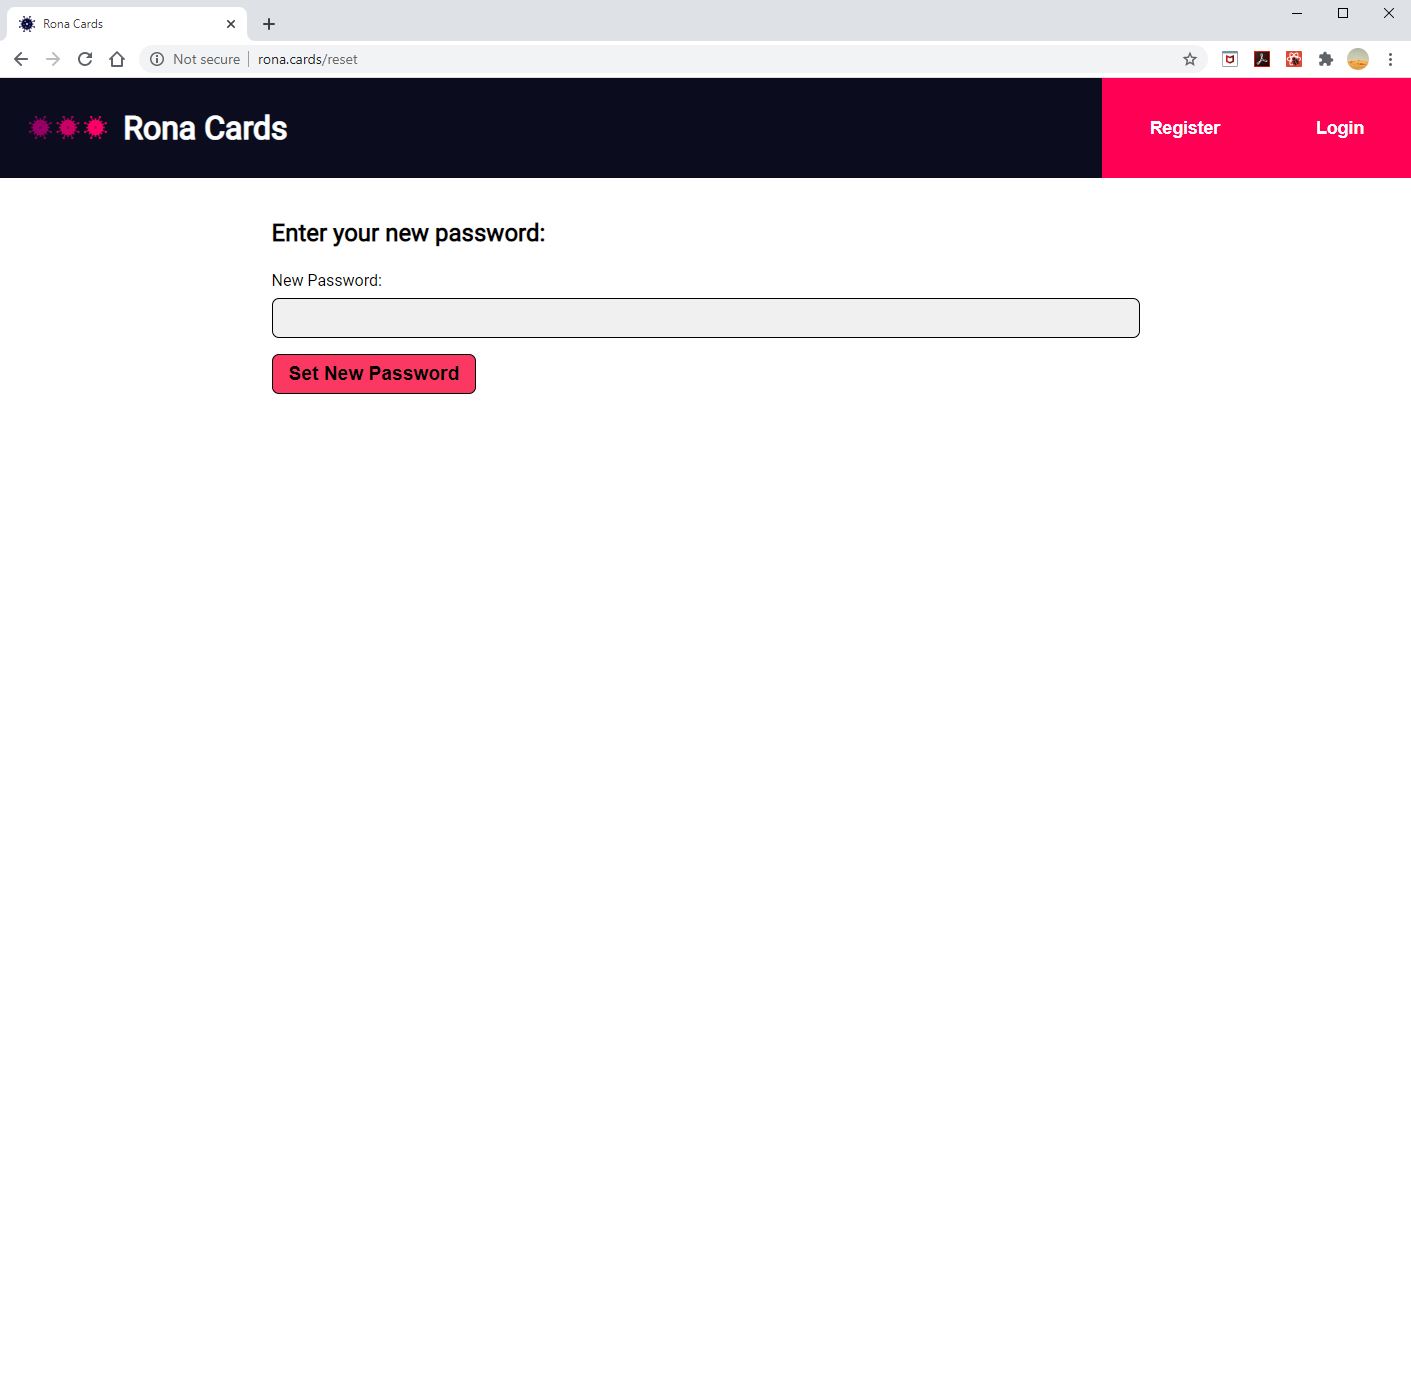 Rona Cards
Not secure
rona.cards/reset
Rona Cards
Register
Login
Enter your new password:
New Password:
Set New Password